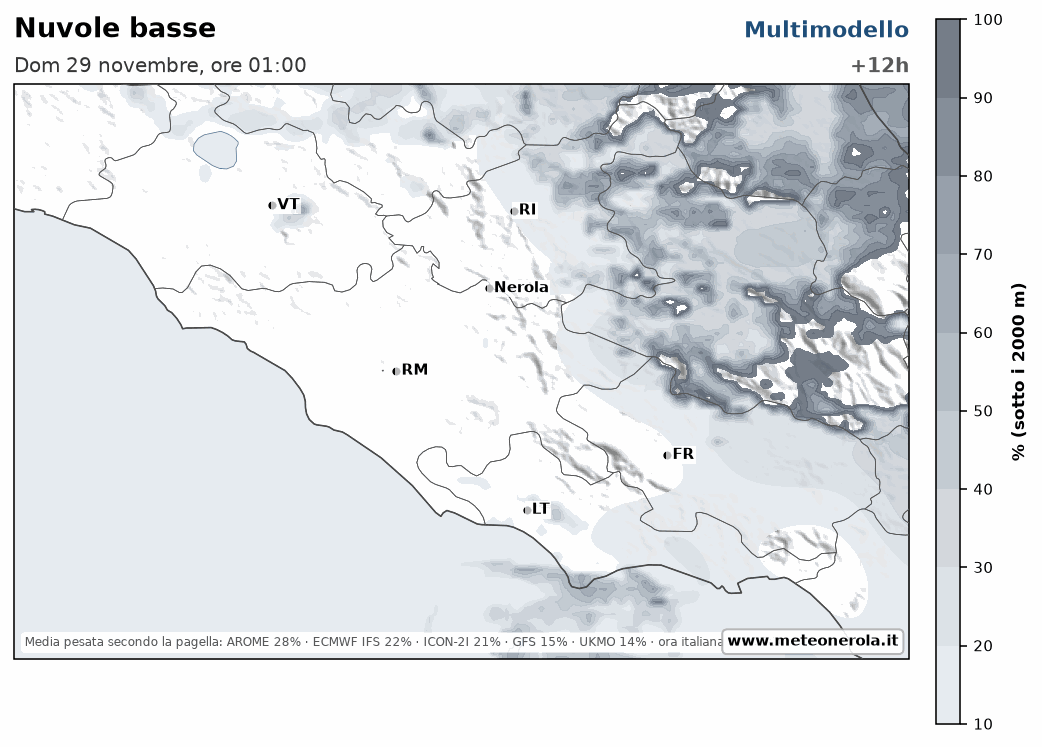 Nuvole basse
Multimodello
Dom 29 novembre, ore 01:00
+12h
VT
RI
Nerola
RM
FR
LT
Media pesata secondo la pagella: AROME 28% · ECMWF IFS 22% · ICON-2I 21% · GFS 15% · UKMO 14% · ora italiana
www.meteonerola.it
100
90
80
70
60
50
40
30
20
10
% (sotto i 2000 m)